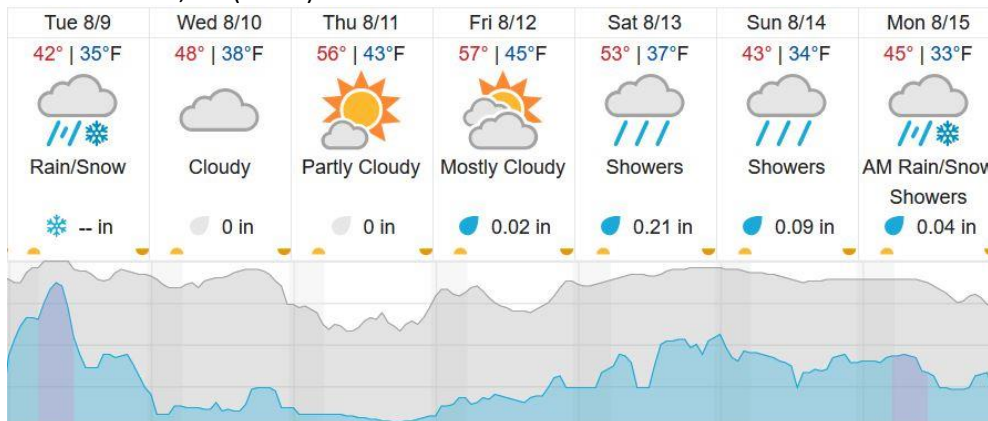 Tue 8/9 Wed 8/10 Thu 8/11 Fri 8/12 Sat 8/13 Sun 8/14 Mon 8/15
42° | 35°F 48° | 38°F 56° | 43°F 57° | 45°F 53° | 37°F 43° | 34°F 45° | 33°F
Rain/Snow Cloudy Partly Cloudy Mostly Cloudy Showers Showers AM Rain/Snow
Showers
-- in 0 in 0 in 0.02 in 0.21 in 0.09 in 0.04 in